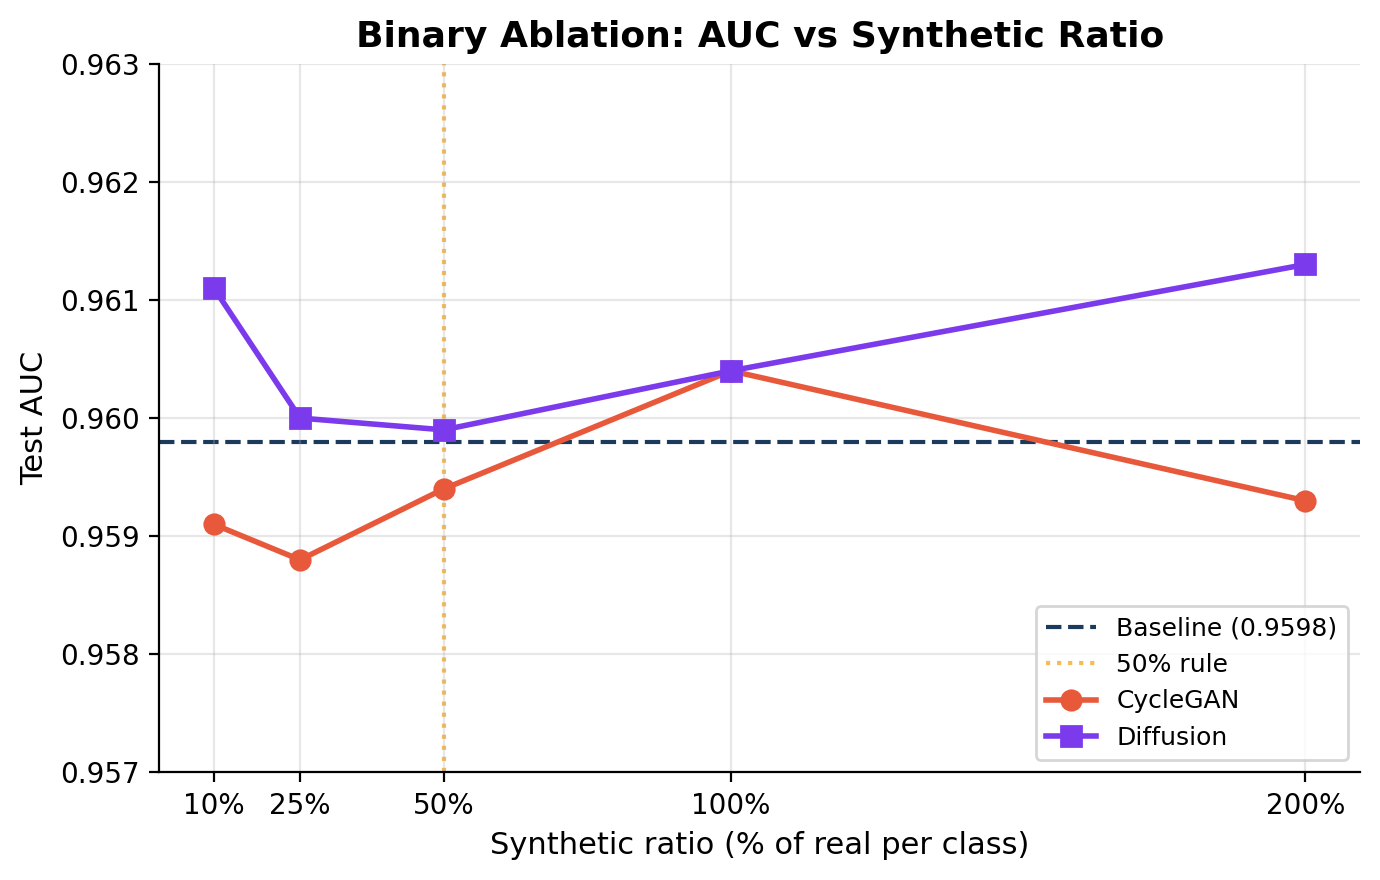 Binary Ablation: AUC vs Synthetic Ratio
0.963
0.962
0.961
0.960
0.959
0.958
0.957
Test AUC
Baseline (0.9598)
50% rule
CycleGAN
Diffusion
10% 25% 50% 100% 200%
Synthetic ratio (% of real per class)